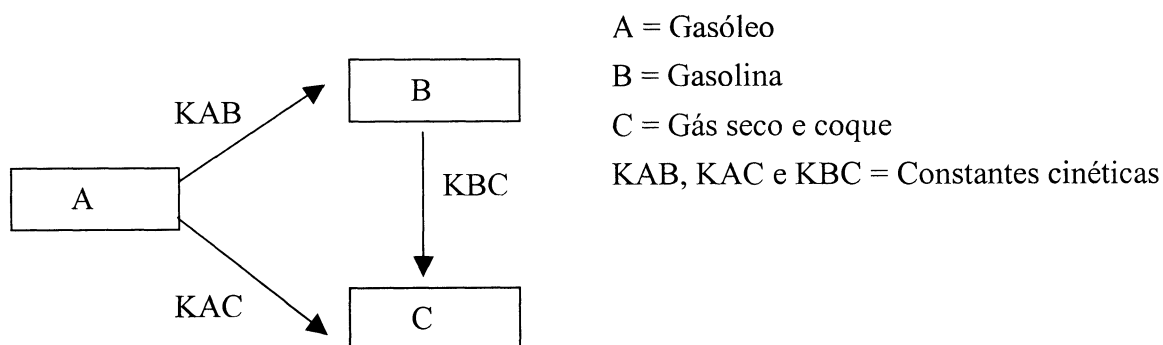 A = Gasóleo
B = Gasolina
C = Gás seco e coque
KAB, KAC e KBC = Constantes cinéticas
B
KAB
A
KBC
KAC
C